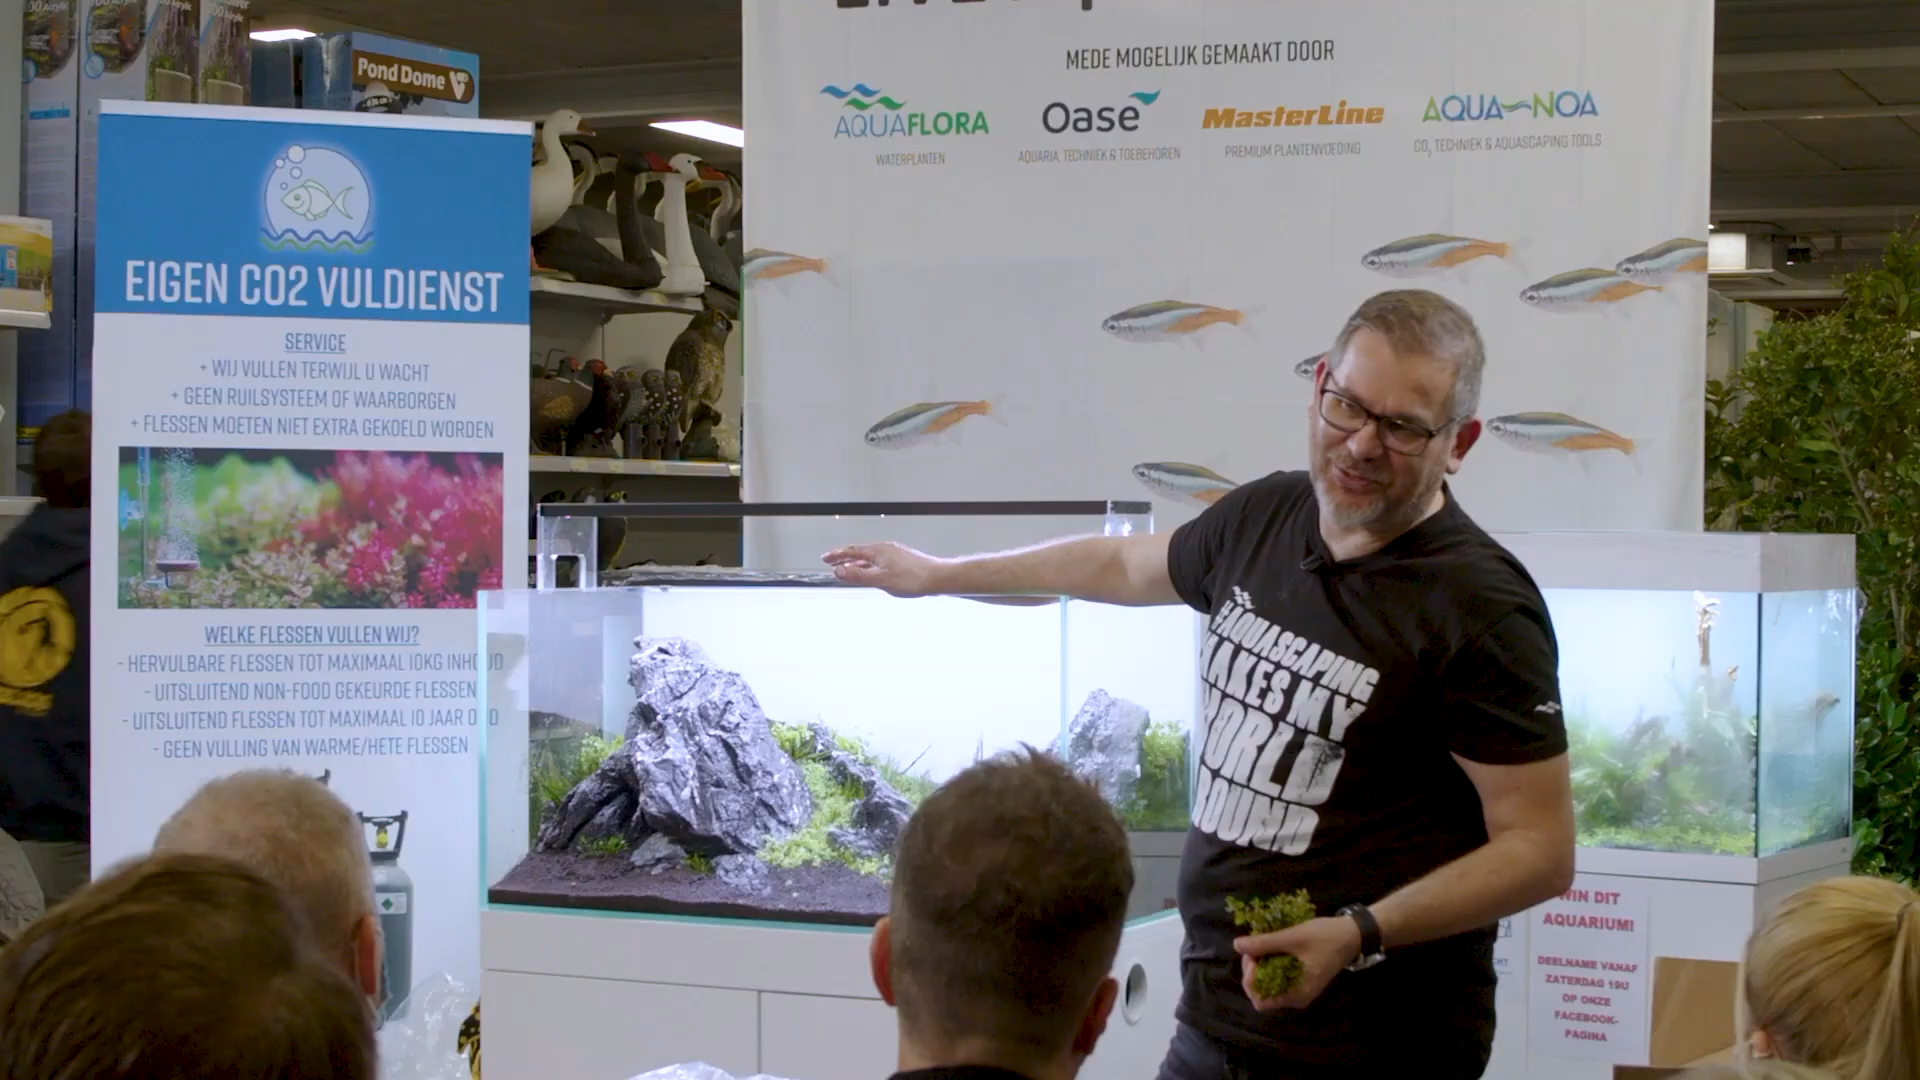 Pond Dome
MEDE MOGELIJK GEMAAKT DOOR
AQUAFLORA
WATERPLANTEN
Oase
AQUARIA, TECHNIEK & TOEBEHOREN
MasterLine
PREMIUM PLANTENVOEDING
AQUA NOA
CO2 TECHNIEK & AQUASCAPING TOOLS
EIGEN CO2 VULDIENST
SERVICE
+ WIJ VULLEN TERWIJL U WACHT
+ GEEN RUILSYSTEEM OF WAARBORGEN
+ FLESSEN MOETEN NIET EXTRA GEKOELD WORDEN
WELKE FLESSEN VULLEN WIJ?
- HERVULBARE FLESSEN TOT MAXIMAAL 10KG INHOUD
- UITSLUITEND NON-FOOD GEKEURDE FLESSEN
- UITSLUITEND FLESSEN TOT MAXIMAAL 10 JAAR OUD
- GEEN VULLING VAN WARME/HETE FLESSEN
#AQUASCAPING
MAKES MY
WORLD
ROUND
WIN DIT
AQUARIUM!
DEELNAME VANAF
ZATERDAG 19U
OP ONZE
FACEBOOK-
PAGINA